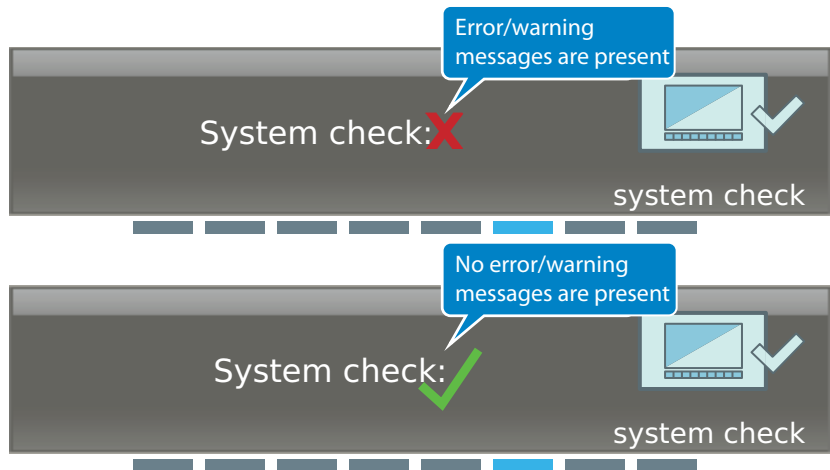 Error/warning
messages are present
System check:X
system check
No error/warning
messages are present
System check:
system check